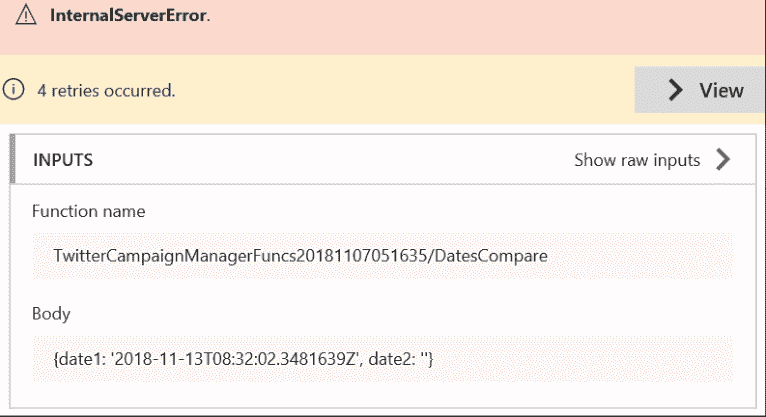 InternalServerError.
4 retries occurred.
View
INPUTS
Show raw inputs
Function name
TwitterCampaignManagerFuncs20181107051635/DatesCompare
Body
{date1: '2018-11-13T08:32:02.3481639Z', date2: ''}